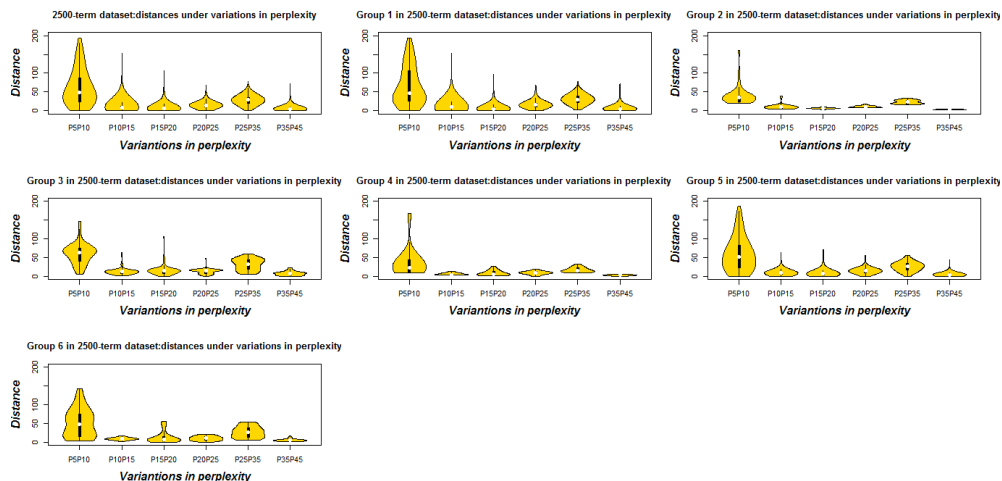 2500-term dataset:distances under variations in perplexity
Distance
200
100
50
0
P5P10 P10P15 P15P20 P20P25 P25P35 P35P45
Variantions in perplexity
Group 1 in 2500-term dataset:distances under variations in perplexity
Distance
200
100
50
0
P5P10 P10P15 P15P20 P20P25 P25P35 P35P45
Variantions in perplexity
Group 2 in 2500-term dataset:distances under variations in perplexity
Distance
200
100
50
0
P5P10 P10P15 P15P20 P20P25 P25P35 P35P45
Variantions in perplexity
Group 3 in 2500-term dataset:distances under variations in perplexity
Distance
200
100
50
0
P5P10 P10P15 P15P20 P20P25 P25P35 P35P45
Variantions in perplexity
Group 4 in 2500-term dataset:distances under variations in perplexity
Distance
200
100
50
0
P5P10 P10P15 P15P20 P20P25 P25P35 P35P45
Variantions in perplexity
Group 5 in 2500-term dataset:distances under variations in perplexity
Distance
200
100
50
0
P5P10 P10P15 P15P20 P20P25 P25P35 P35P45
Variantions in perplexity
Group 6 in 2500-term dataset:distances under variations in perplexity
Distance
200
100
50
0
P5P10 P10P15 P15P20 P20P25 P25P35 P35P45
Variantions in perplexity